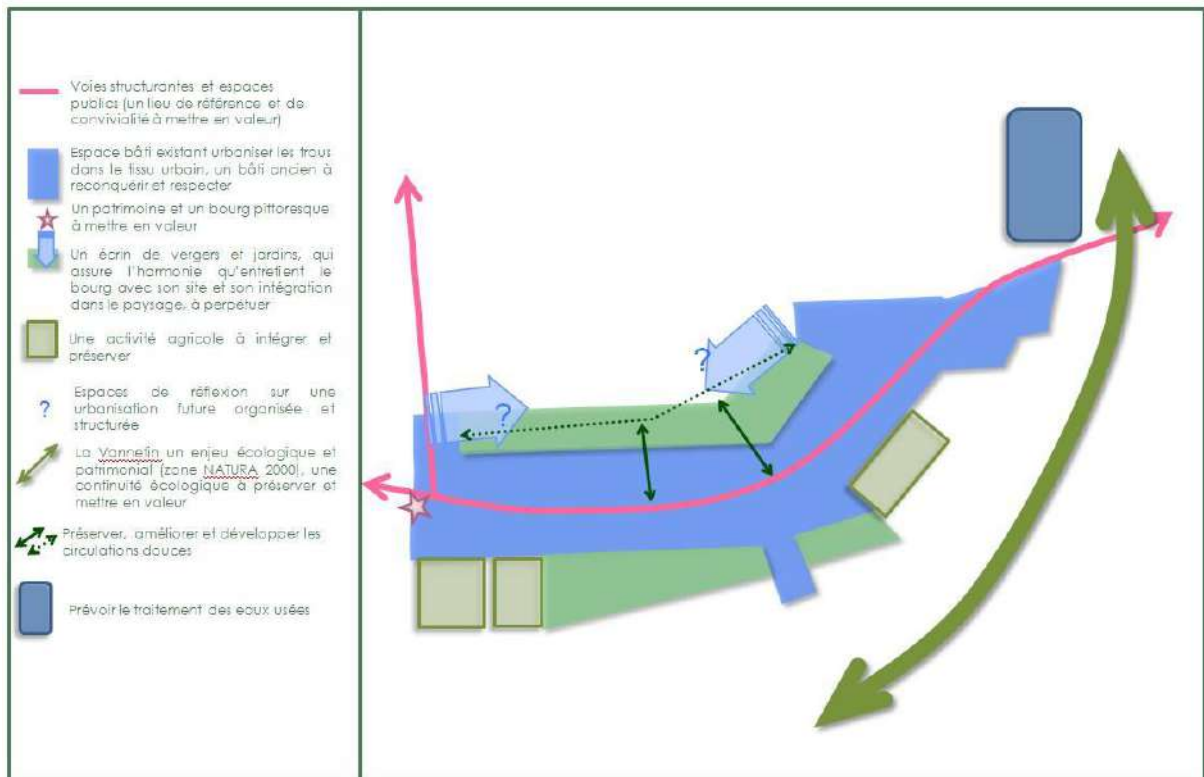 Voies structurantes et espaces
publics (un lieu de référence et de
convivialité à mettre en valeur)
Espace bâti existant urbaniser les trous
dans le tissu urbain, un bâti ancien à
reconquérir et respecter
Un patrimoine et un bourg pittoresque
à mettre en valeur
Un écrin de vergers et jardins, qui
assure l'harmonie qu'entretient le
bourg avec son site et son intégration
dans le paysage, à perpétuer
Une activité agricole à intégrer et
préserver
?
Espaces de réflexion sur une
urbanisation future organisée et
structurée
La Vannetin un enjeu écologique et
patrimonial (zone NATURA 2000), une
continuité écologique à préserver et
mettre en valeur
Préserver, améliorer et développer les
circulations douces
Prévoir le traitement des eaux usées
?
?